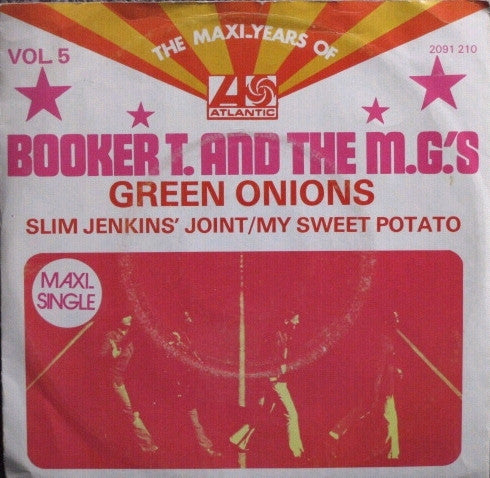 THE MAXI-YEARS OF
VOL. 5
2091 210
ATLANTIC
BOOKER T. AND THE M.G.'S
GREEN ONIONS
SLIM JENKINS' JOINT/MY SWEET POTATO
MAXI
SINGLE